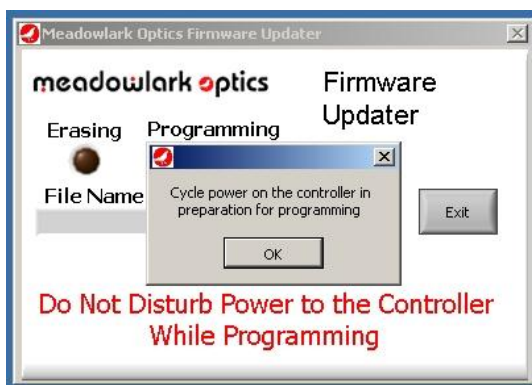 Meadowlark Optics Firmware Updater
meadowlark optics
Firmware
Updater
Erasing
Programming
Cycle power on the controller in
preparation for programming
OK
File Name
Exit
Do Not Disturb Power to the Controller
While Programming